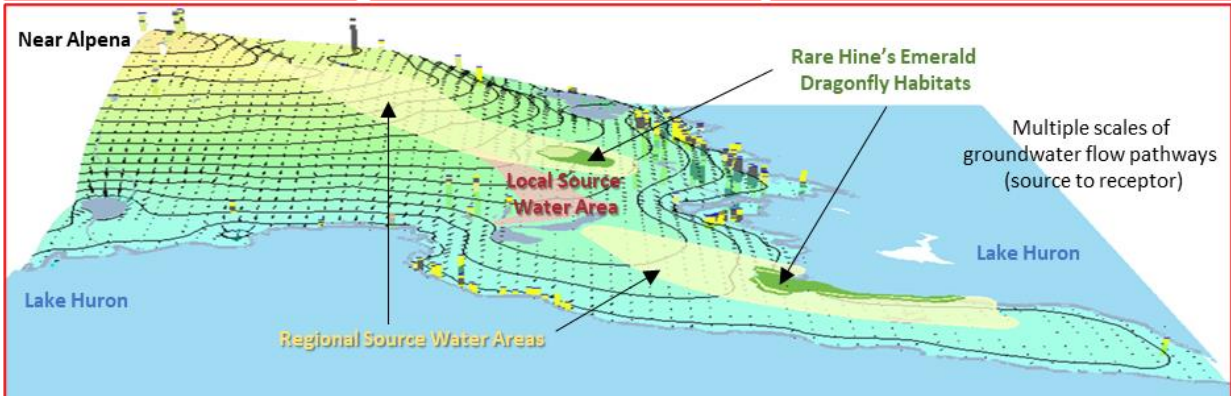 Near Alpena
Rare Hine's Emerald
Dragonfly Habitats
Multiple scales of
groundwater flow pathways
(source to receptor)
Local Source
Water Area
Lake Huron
Lake Huron
Regional Source Water Areas